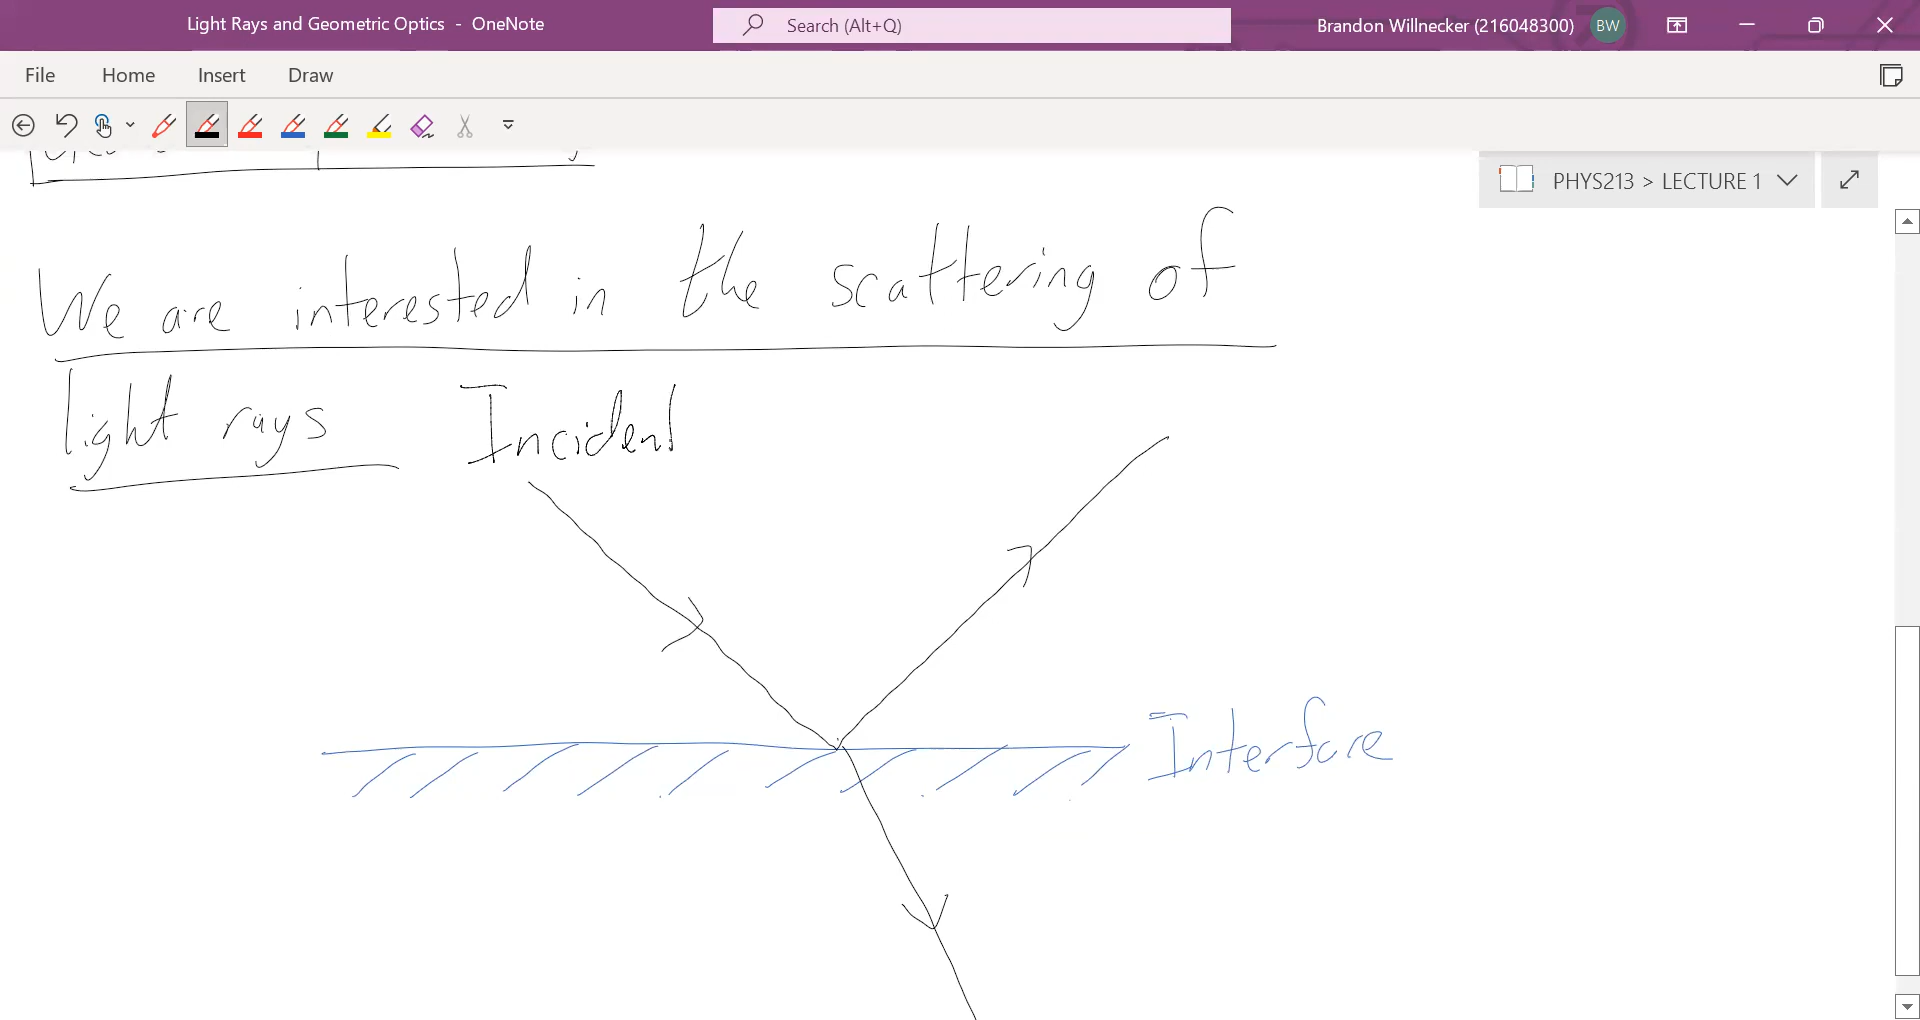 Light Rays and Geometric Optics - OneNote
Search (Alt+Q)
Brandon Willnecker (216048300)
BW
File Home Insert Draw
PHYS213 > LECTURE 1
We are interested in the scattering of
light rays
Inciden
Interface